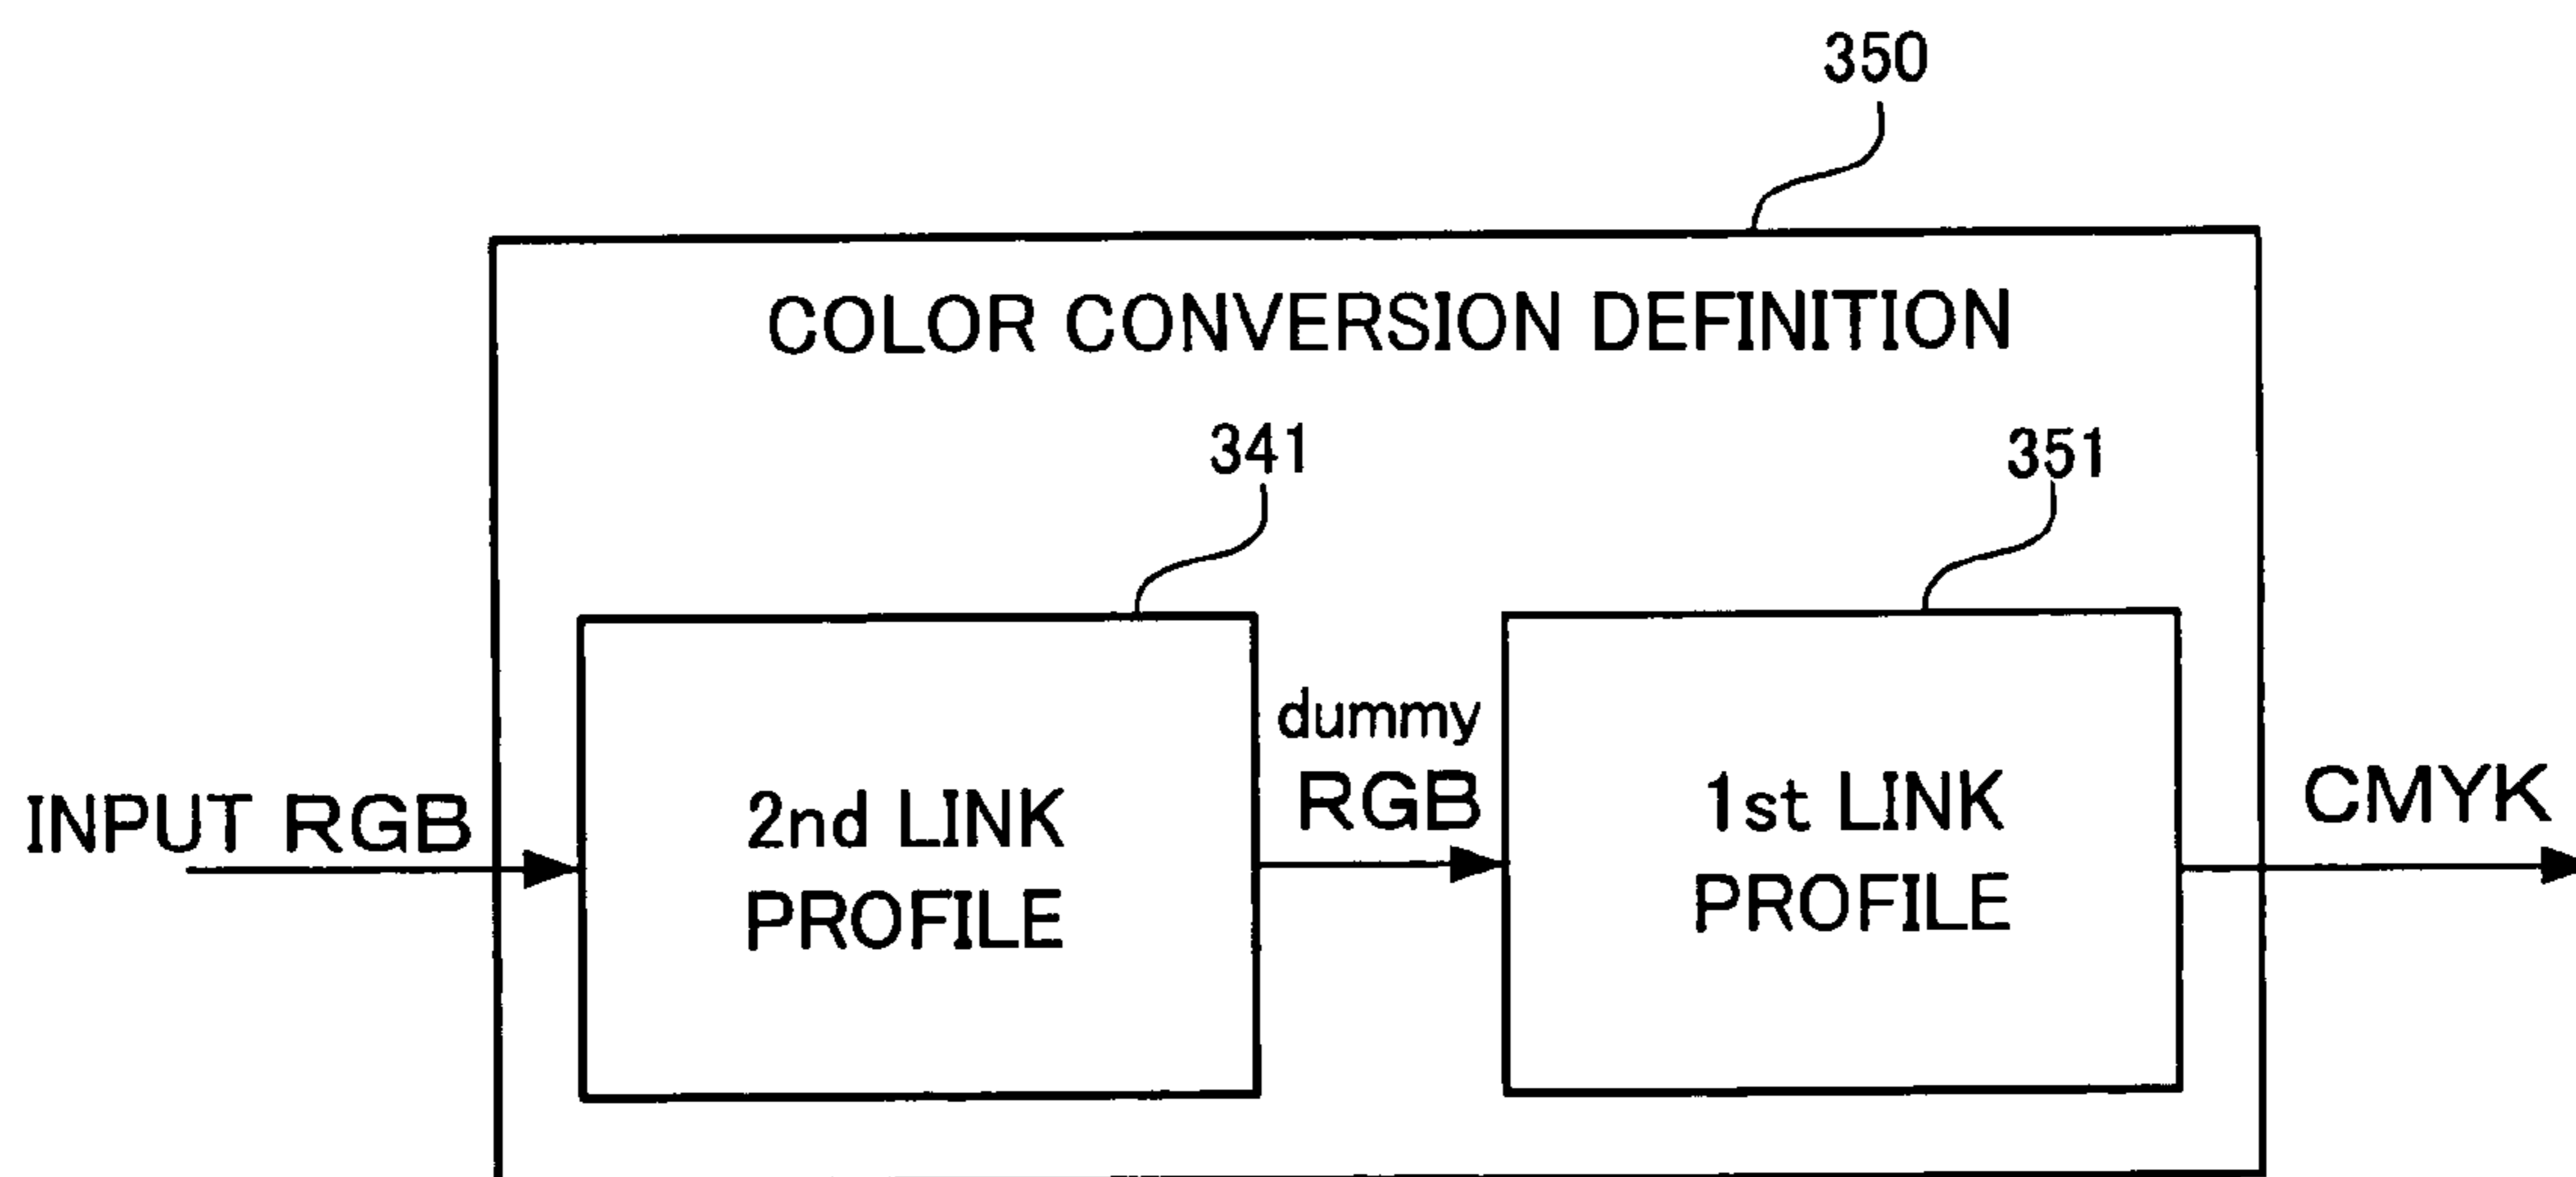 350
COLOR CONVERSION DEFINITION
341
351
INPUT RGB
2nd LINK
PROFILE
dummy
RGB
1st LINK
PROFILE
CMYK